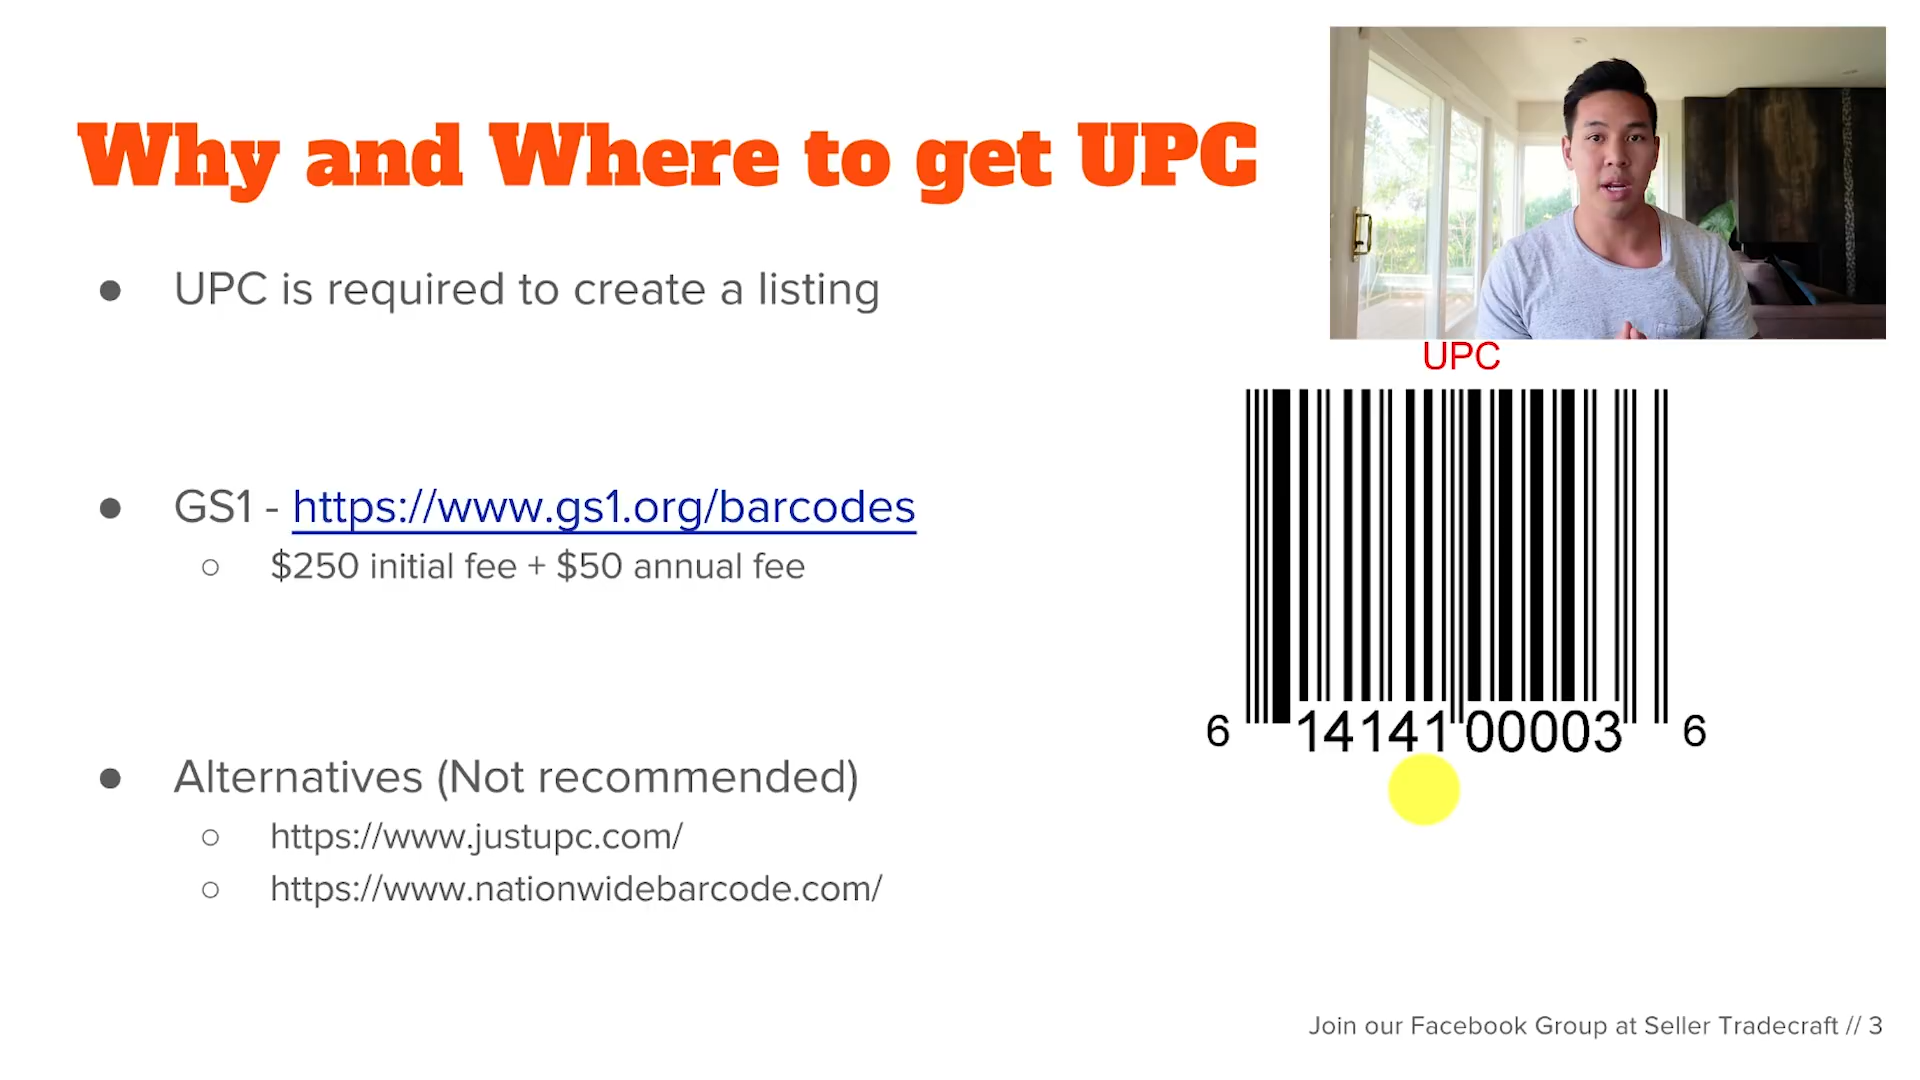 Why and Where to get UPC
● UPC is required to create a listing
● GS1 - https://www.gs1.org/barcodes
○ $250 initial fee + $50 annual fee
● Alternatives (Not recommended)
○ https://www.justupc.com/
○ https://www.nationwidebarcode.com/
UPC
6 14141 00003 6
Join our Facebook Group at Seller Tradecraft // 3